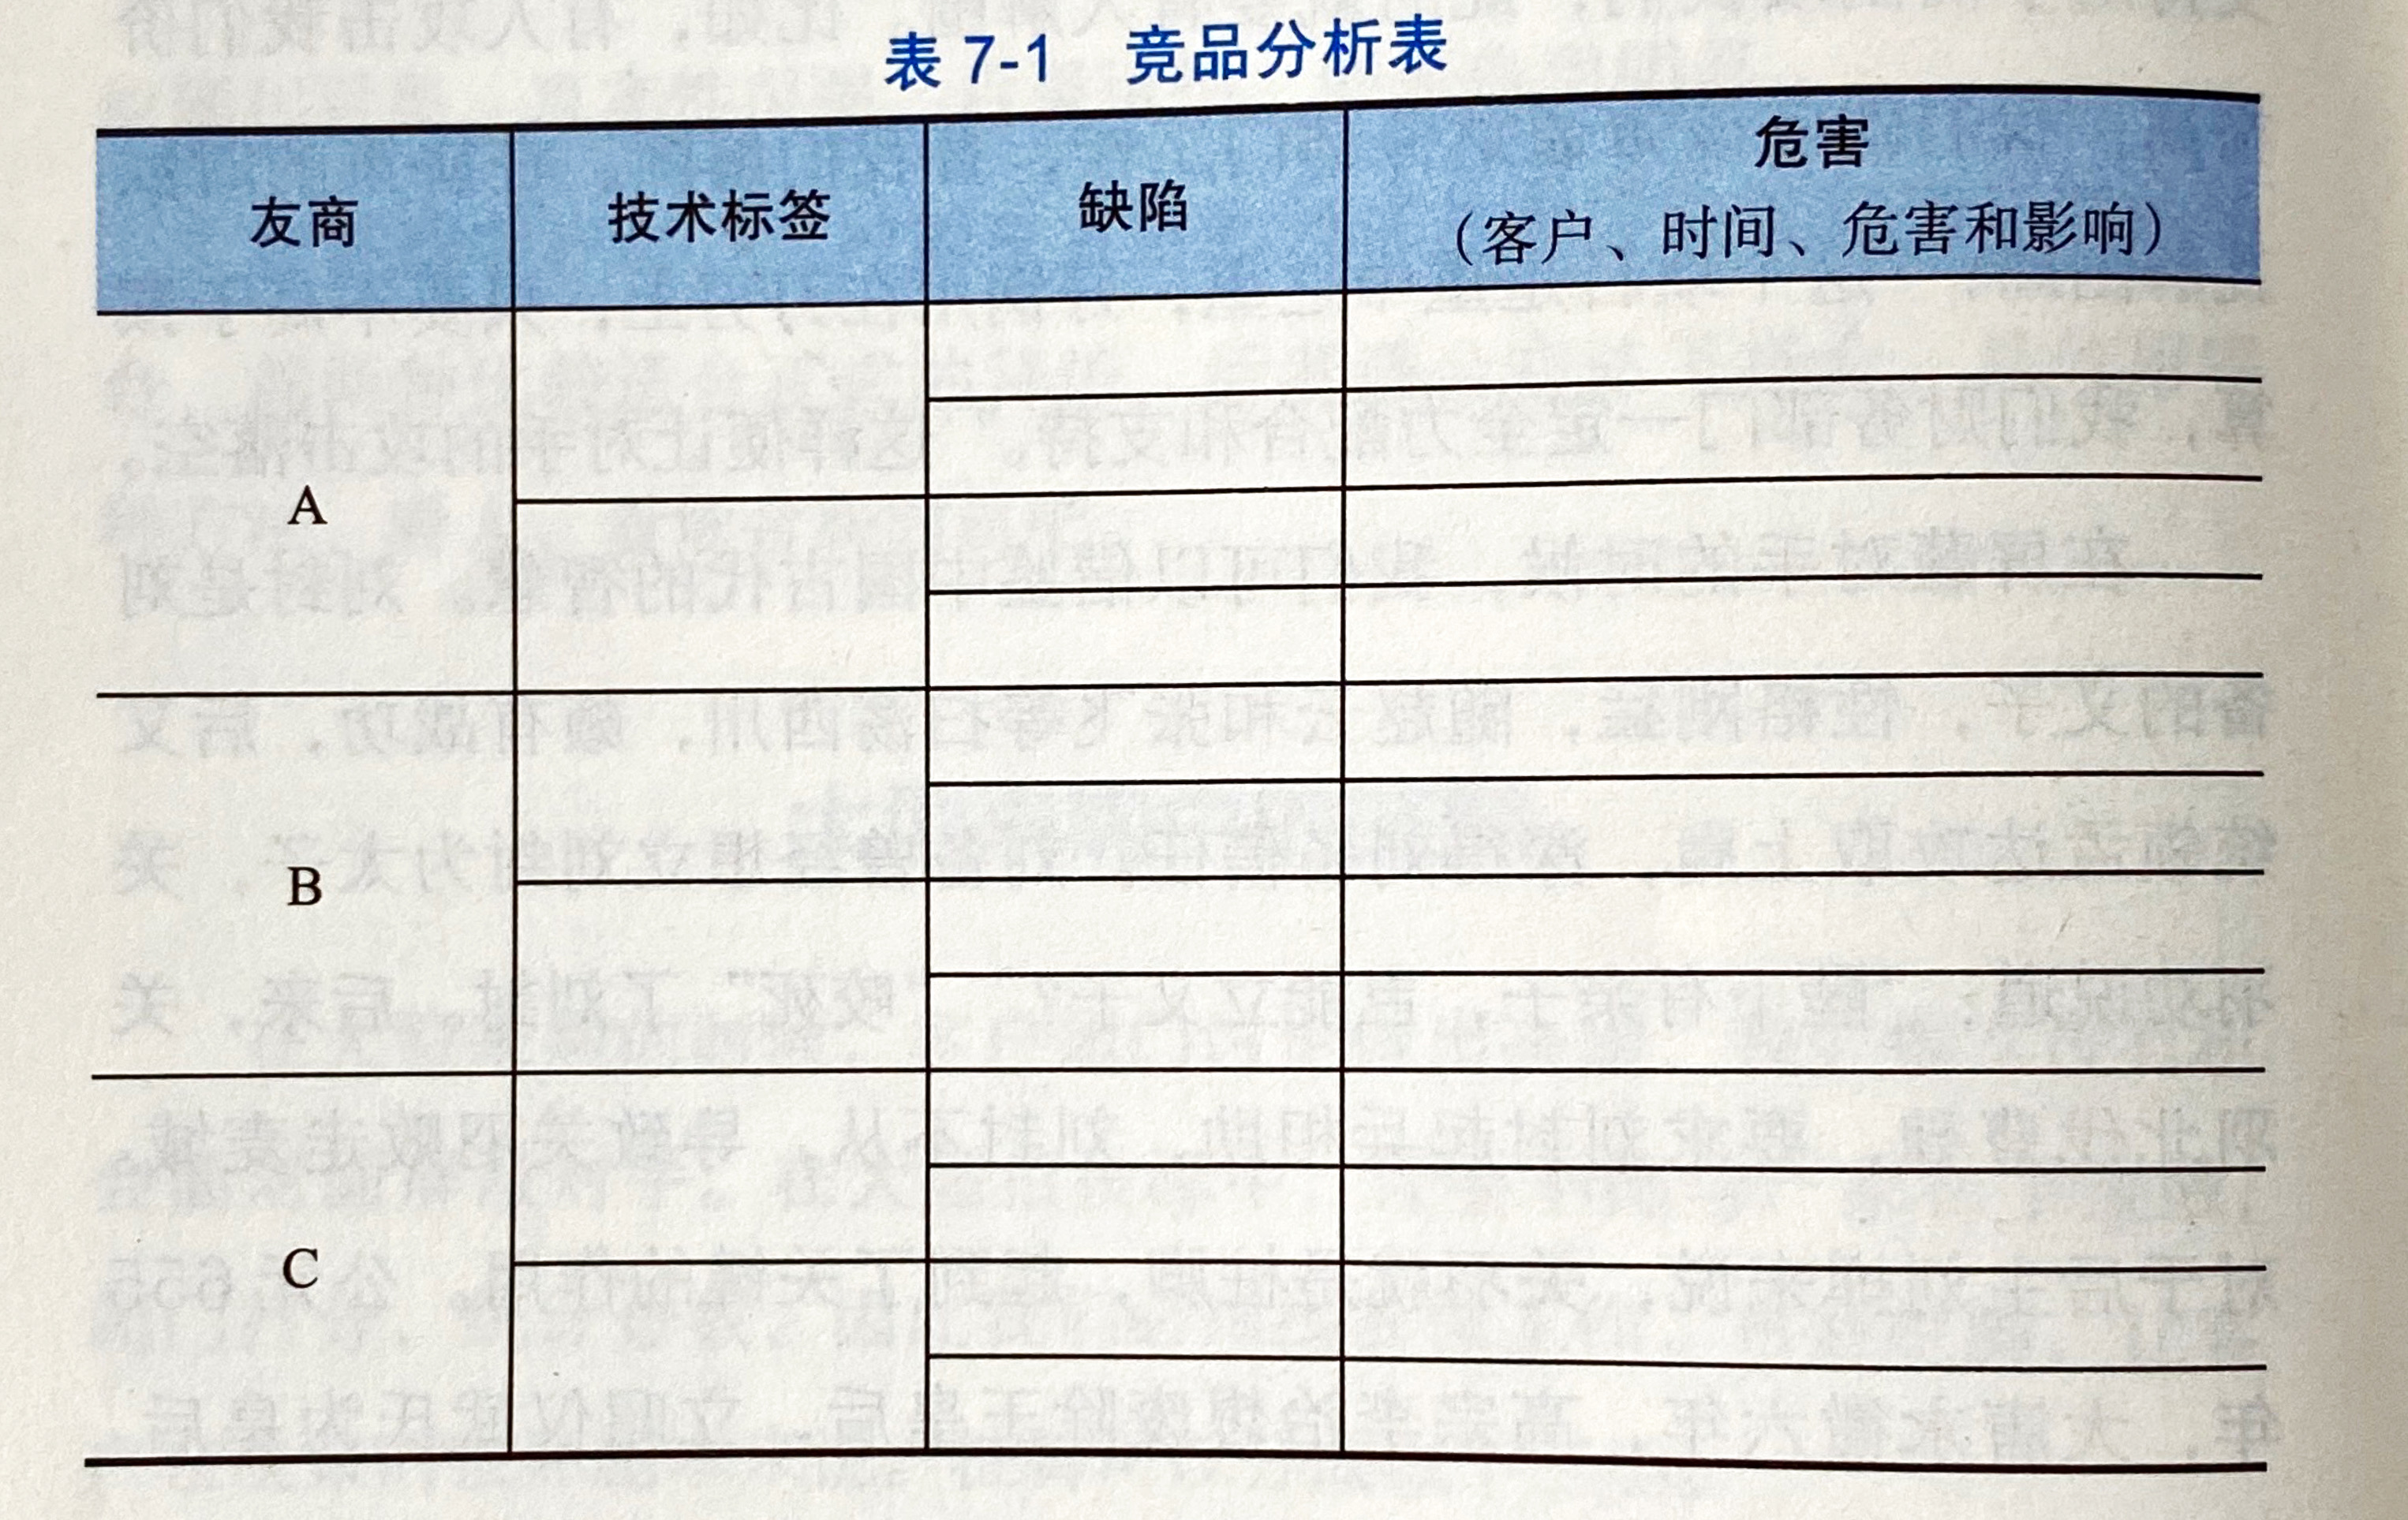 表 7-1 竞品分析表
友商 技术标签 缺陷 危害
（客户、时间、危害和影响）
A
B
C